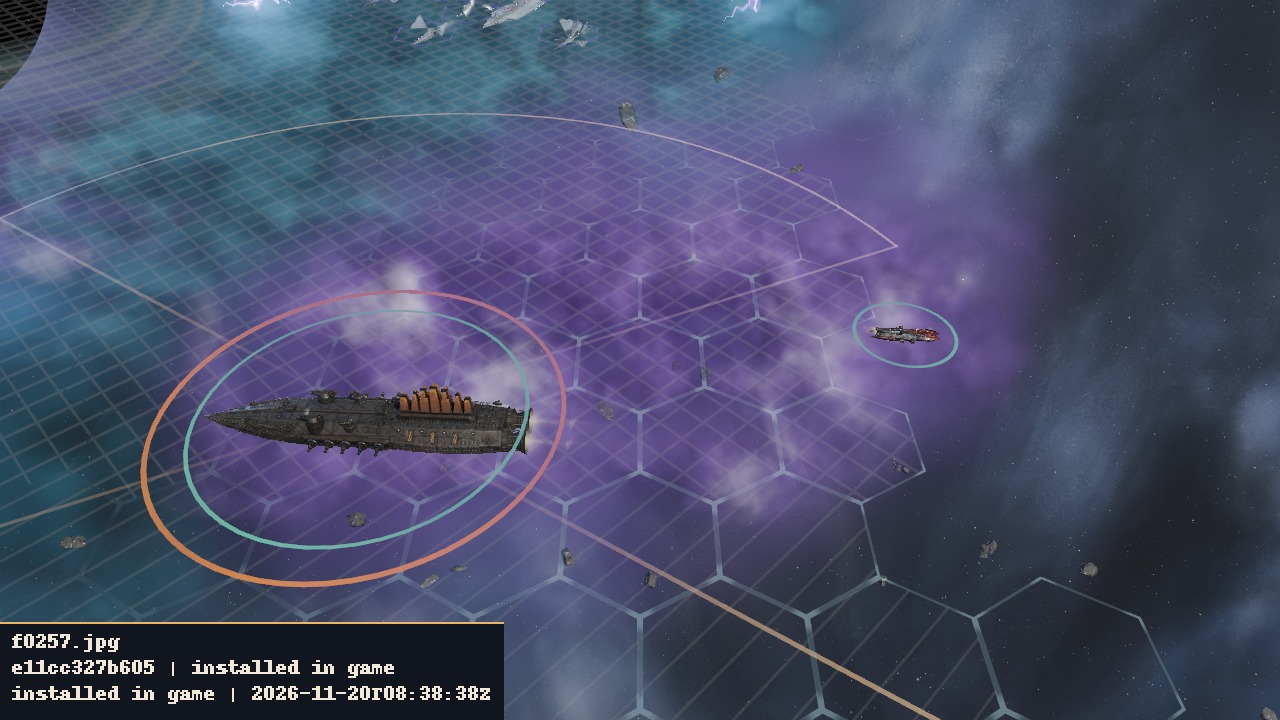 f0257.jpg
e11cc327b605 | installed in game
installed in game | 2026-11-20T08:38:38Z